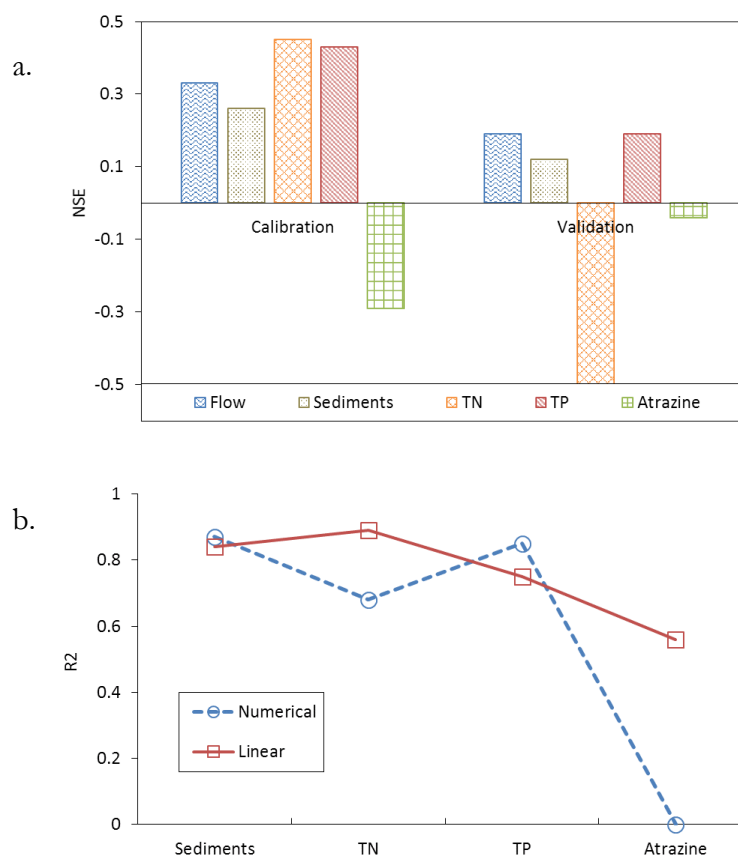 a.
0.5
0.3
0.1
-0.1
-0.3
-0.5
NSE
Calibration Validation
Flow Sediments TN TP Atrazine
b.
1
0.8
0.6
0.4
0.2
0
R2
Numerical
Linear
Sediments TN TP Atrazine